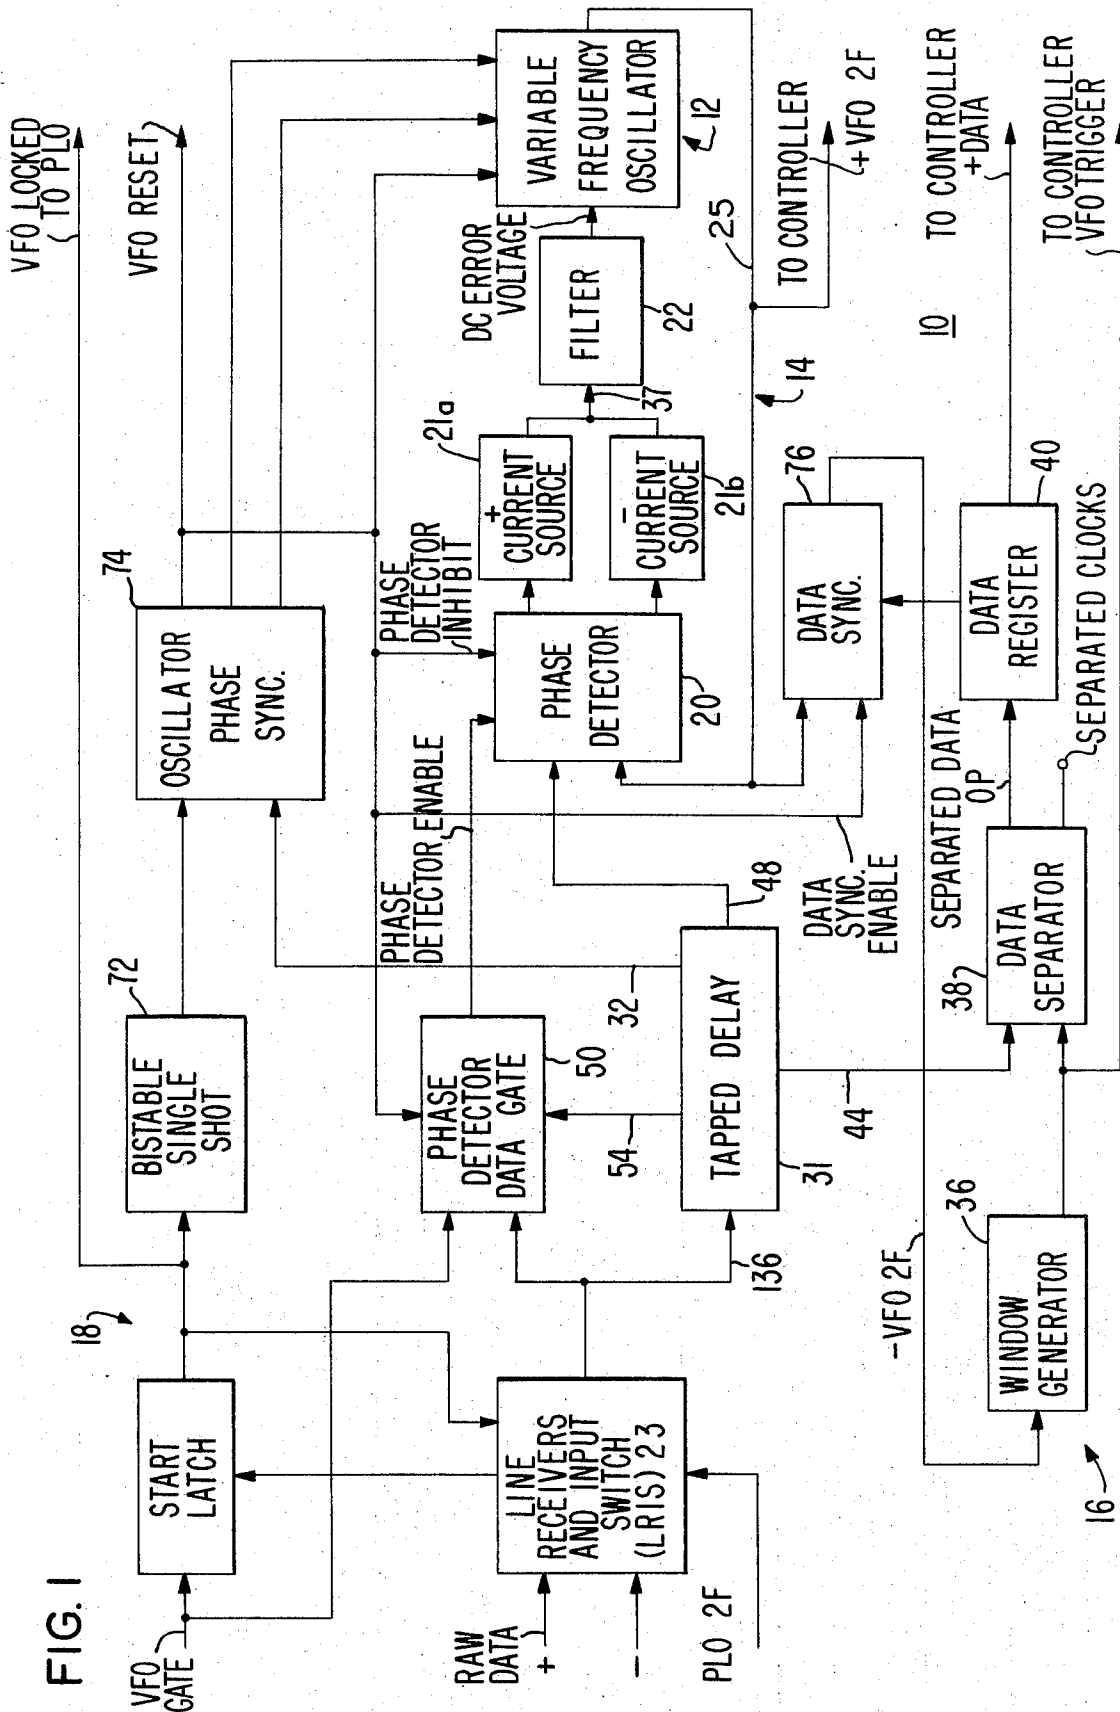 FIG. 1
VFO LOCKED
TO PLO
VFO RESET
VFO
GATE
18
START
LATCH
72
BISTABLE
SINGLE
SHOT
74
OSCILLATOR
PHASE
SYNC.
RAW
DATA
+
−
PLO 2F
LINE
RECEIVERS
AND INPUT
SWITCH
(LRIS) 23
PHASE
DETECTOR
DATA GATE
50
54
136
TAPPED DELAY
31
32
48
44
PHASE
DETECTOR ENABLE
PHASE
DETECTOR
INHIBIT
PHASE
DETECTOR
20
+
CURRENT
SOURCE
21a
−
CURRENT
SOURCE
21b
37
FILTER
22
DC ERROR
VOLTAGE
VARIABLE
FREQUENCY
OSCILLATOR
12
25
14
TO CONTROLLER
+VFO 2F
DATA
SYNC.
ENABLE
DATA
SYNC.
76
-VFO 2F
16
WINDOW
GENERATOR
36
38
DATA
SEPARATOR
SEPARATED DATA
OP
SEPARATED CLOCKS
DATA
REGISTER
40
10
TO CONTROLLER
+DATA
TO CONTROLLER
VFO TRIGGER